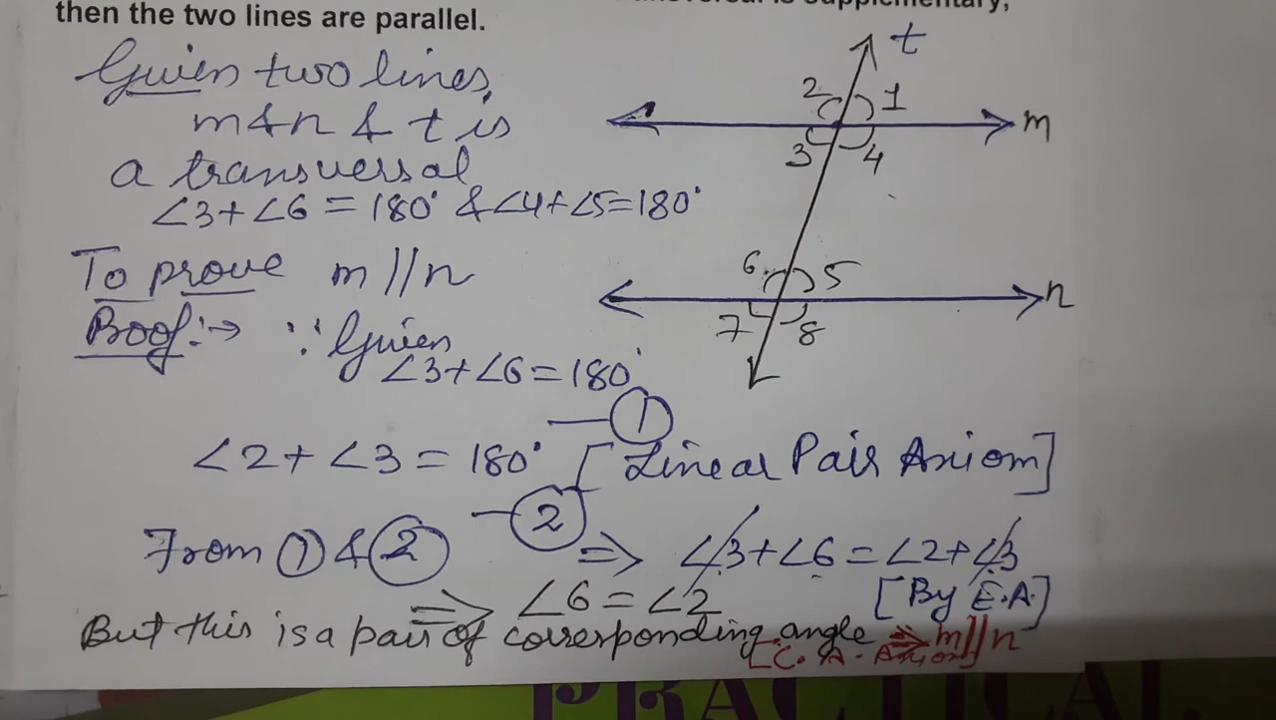 then the two lines are parallel.
Given two lines,
m & n & t is
a transversal
∠3+∠6 = 180° & ∠4+∠5=180°
To prove m // n
Proof:→ ∵ Given
∠3+∠6 = 180°
— ①
∠2 + ∠3 = 180° [Linear Pair Axiom]
— ②
From ① & ② ⇒ ∠3+∠6 = ∠2+∠3
[By E.A.]
⇒ ∠6 = ∠2
But this is a pair of corresponding angle ⇒ m//n
[C. A. Axiom]
t
2 1
m
3 4
6 5
n
7 8
PRACTICAL